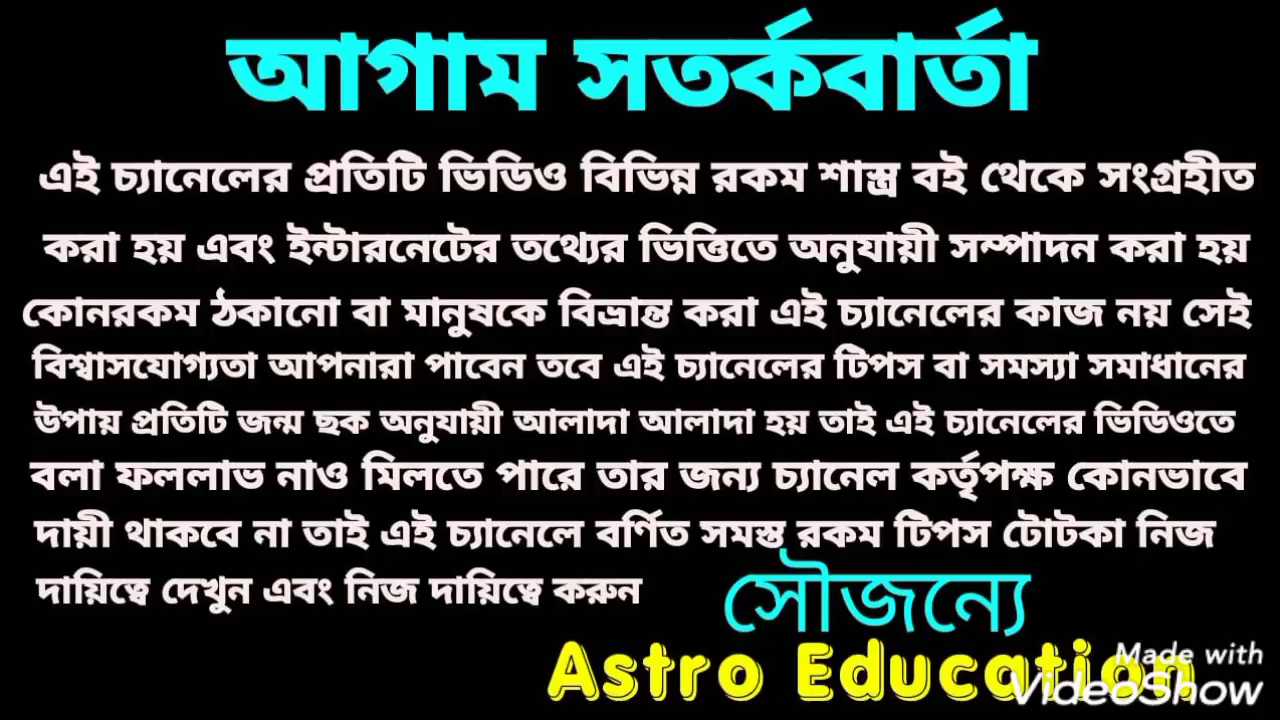 আগাম সতর্কবার্তা
এই চ্যানেলের প্রতিটি ভিডিও বিভিন্ন রকম শাস্ত্র বই থেকে সংগ্রহীত
করা হয় এবং ইন্টারনেটের তথ্যের ভিত্তিতে অনুযায়ী সম্পাদন করা হয়
কোনরকম ঠকানো বা মানুষকে বিভ্রান্ত করা এই চ্যানেলের কাজ নয় সেই
বিশ্বাসযোগ্যতা আপনারা পাবেন তবে এই চ্যানেলের টিপস বা সমস্যা সমাধানের
উপায় প্রতিটি জন্ম ছক অনুযায়ী আলাদা আলাদা হয় তাই এই চ্যানেলের ভিডিওতে
বলা ফললাভ নাও মিলতে পারে তার জন্য চ্যানেল কর্তৃপক্ষ কোনভাবে
দায়ী থাকবে না তাই এই চ্যানেলে বর্ণিত সমস্ত রকম টিপস টোটকা নিজ
দায়িত্বে দেখুন এবং নিজ দায়িত্বে করুন
সৌজন্যে
Astro Education
Made with
VideoShow